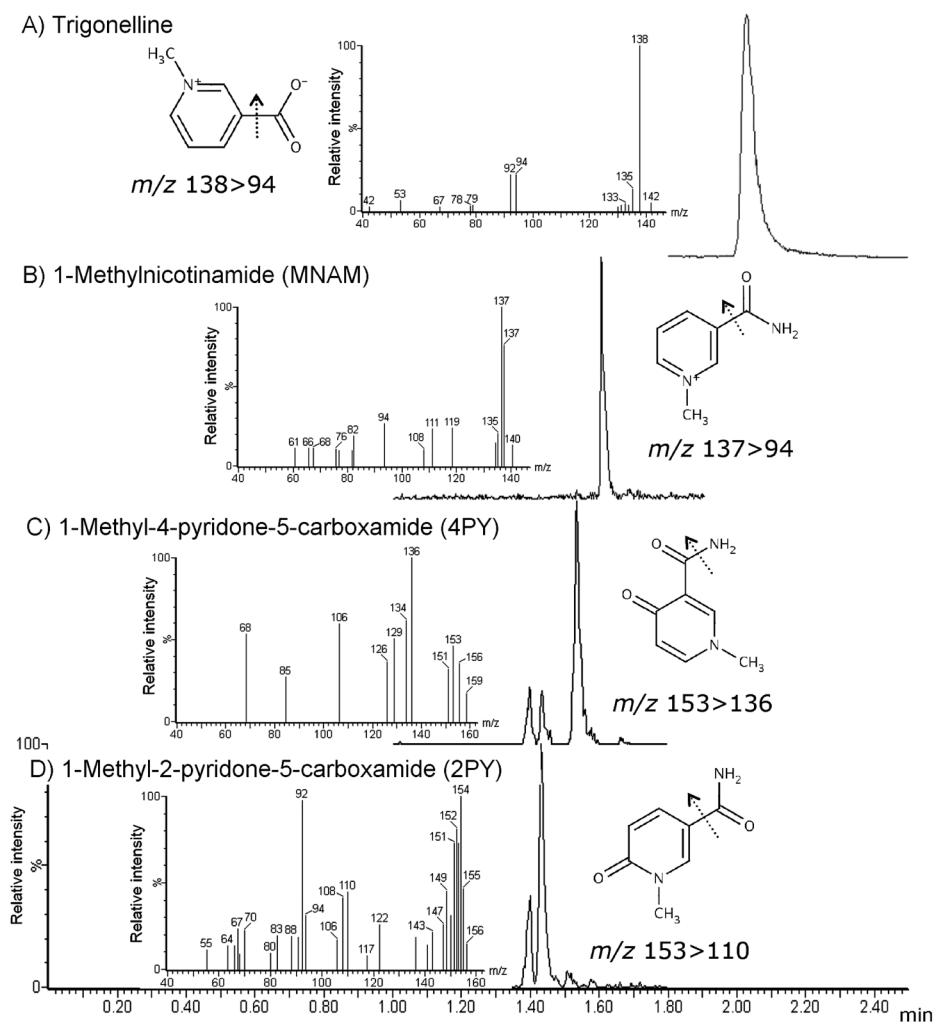 A) Trigonelline
H₃C
N⁺
O⁻
O
m/z 138>94
Relative intensity
100
%
0
138
94
92
135
53
42
67
78
79
133
142
40 60 80 100 120 140 m/z
B) 1-Methylnicotinamide (MNAM)
Relative intensity
100
%
0
137
137
94
111
119
82
135
61
66
68
76
108
140
40 60 80 100 120 140 m/z
O
NH₂
N⁺
CH₃
m/z 137>94
C) 1-Methyl-4-pyridone-5-carboxamide (4PY)
Relative intensity
100
%
0
136
134
106
68
129
126
153
151
156
85
159
40 60 80 100 120 140 160 m/z
O
NH₂
O
N
CH₃
m/z 153>136
100
D) 1-Methyl-2-pyridone-5-carboxamide (2PY)
Relative intensity
%
0
Relative intensity
100
%
0
92
154
152
151
149
155
108
110
94
147
67
70
83
88
106
122
143
64
55
80
117
156
40 60 80 100 120 140 160 m/z
NH₂
O
O
N
CH₃
m/z 153>110
0.20 0.40 0.60 0.80 1.00 1.20 1.40 1.60 1.80 2.00 2.20 2.40
min